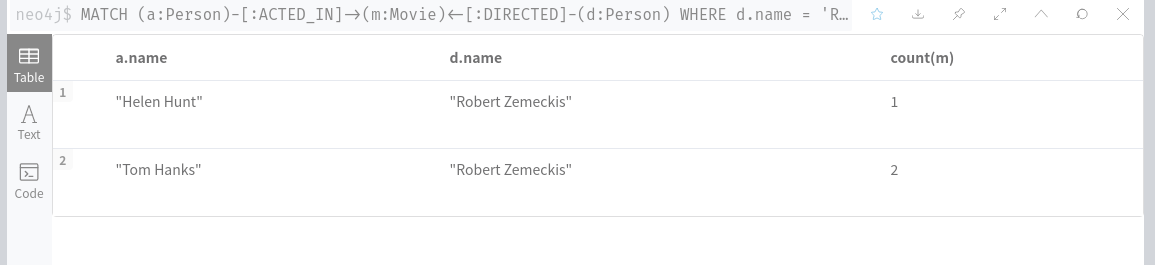 neo4j$ MATCH (a:Person)-[:ACTED_IN]→(m:Movie)←[:DIRECTED]-(d:Person) WHERE d.name = 'R…
Table
a.name d.name count(m)
1 "Helen Hunt" "Robert Zemeckis" 1
A
Text
2 "Tom Hanks" "Robert Zemeckis" 2
Code